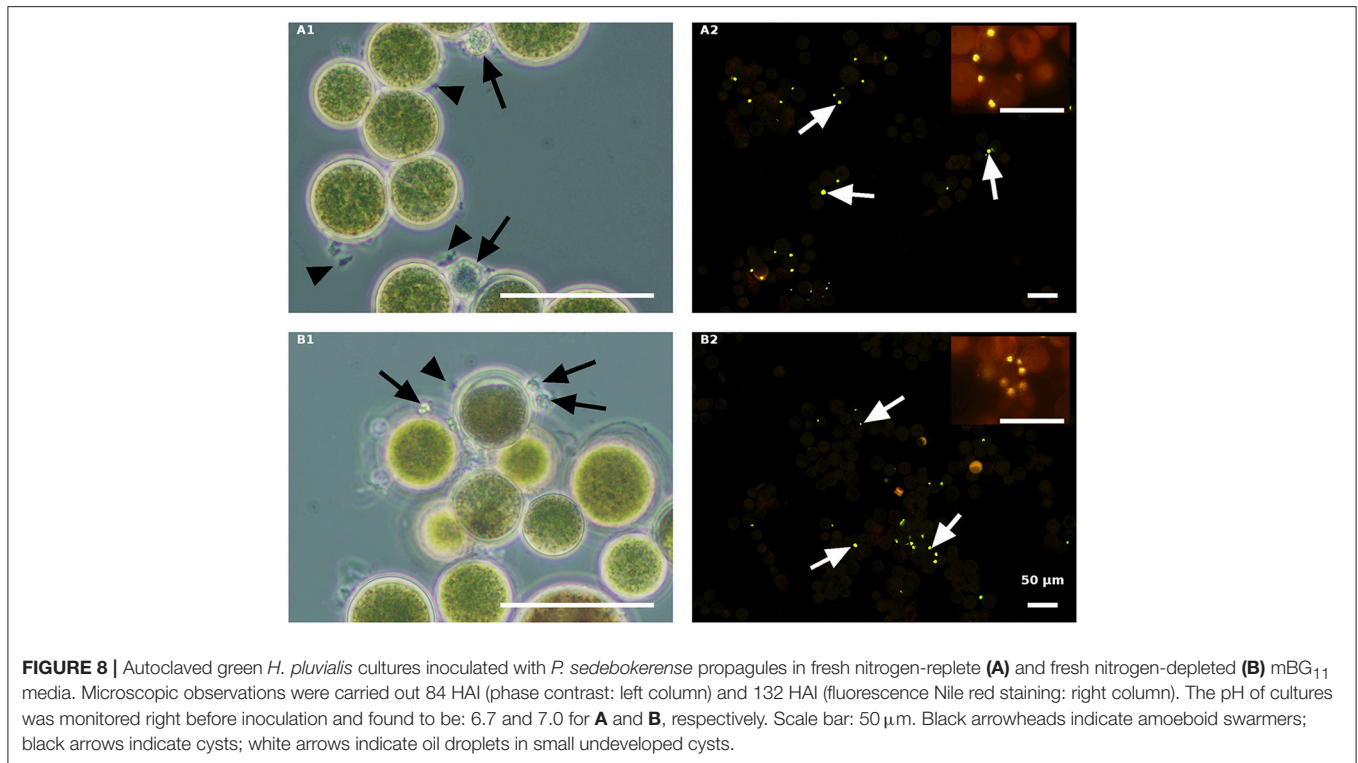 A1
A2
B1
B2
50 µm
FIGURE 8 | Autoclaved green H. pluvialis cultures inoculated with P. sedebokerense propagules in fresh nitrogen-replete (A) and fresh nitrogen-depleted (B) mBG11
media. Microscopic observations were carried out 84 HAI (phase contrast: left column) and 132 HAI (fluorescence Nile red staining: right column). The pH of cultures
was monitored right before inoculation and found to be: 6.7 and 7.0 for A and B, respectively. Scale bar: 50 µm. Black arrowheads indicate amoeboid swarmers;
black arrows indicate cysts; white arrows indicate oil droplets in small undeveloped cysts.